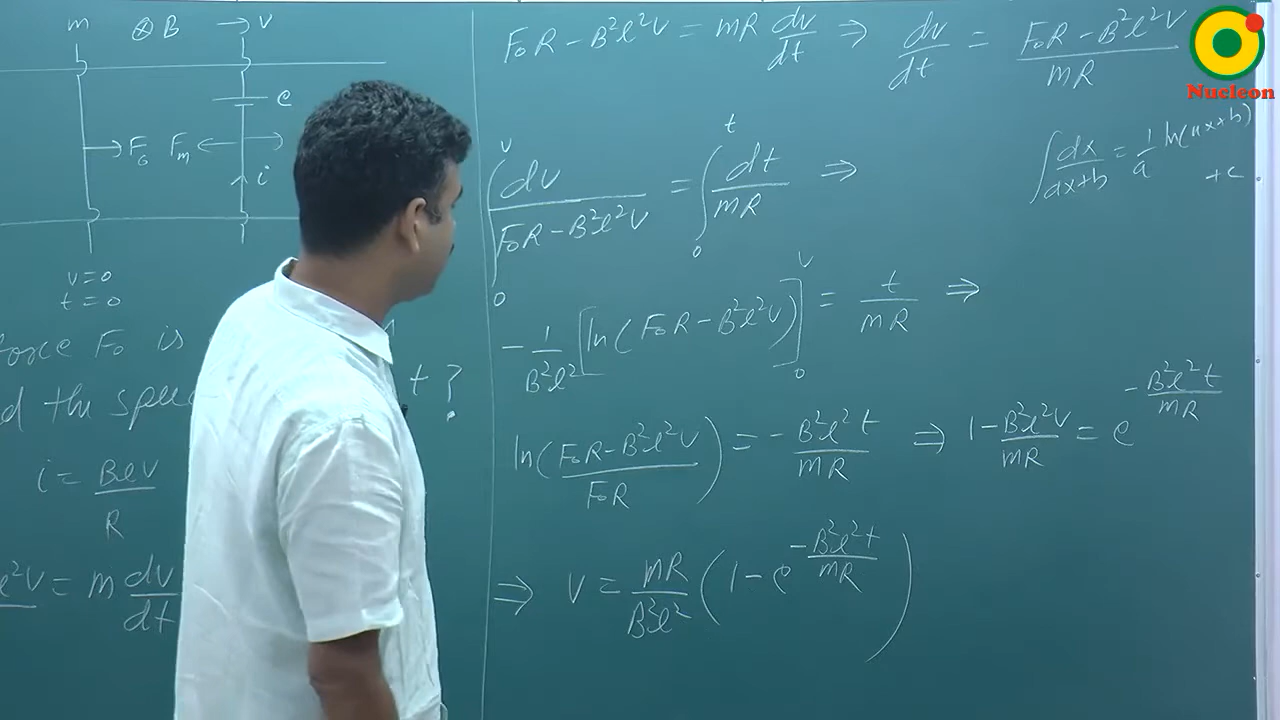 m ⊗B → v
e
F₀ Fm
i
v=0
t=0
force F₀ is
the spee t?
i = Bℓv/R
ℓ²v = m dv/dt
F₀R − B²ℓ²v = mR dv/dt ⇒ dv/dt = (F₀R − B²ℓ²v)/mR
∫₀^v dv/(F₀R − B²ℓ²v) = ∫₀^t dt/mR ⇒
∫ dx/(ax+b) = 1/a ln(ax+b) + c
− 1/B²ℓ² [ln(F₀R − B²ℓ²v)]₀^v = t/mR ⇒
ln((F₀R − B²ℓ²v)/F₀R) = − B²ℓ²t/mR ⇒ 1 − B²ℓ²v/mR = e^(−B²ℓ²t/mR)
⇒ v = mR/B²ℓ² (1 − e^(−B²ℓ²t/mR))
Nucleon